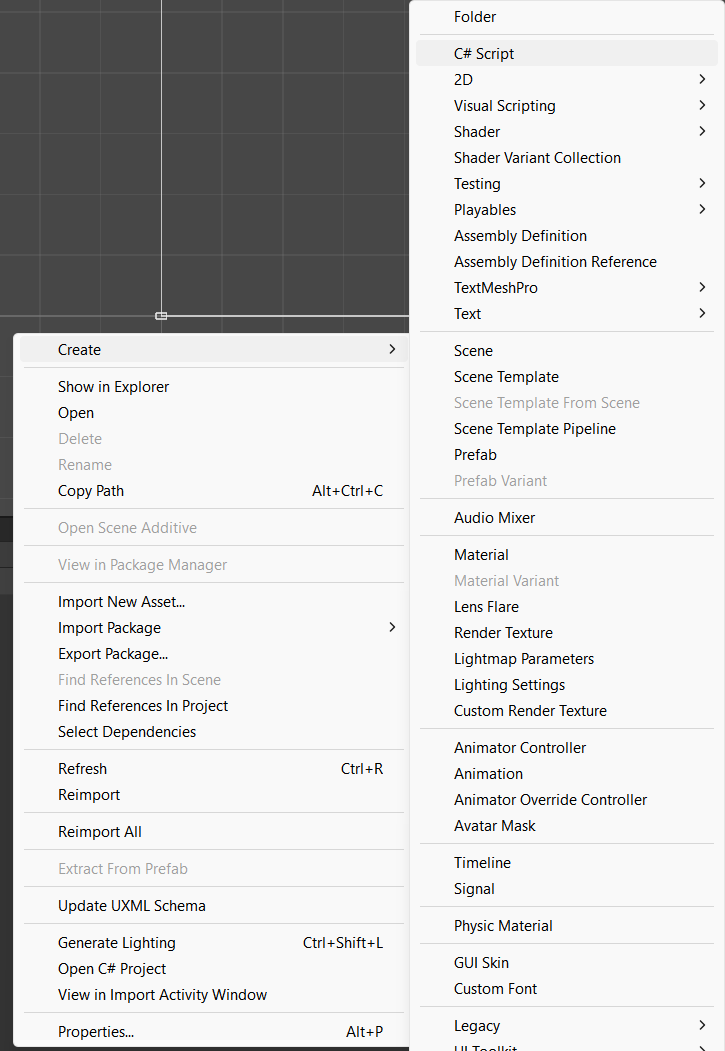 Create
Show in Explorer
Open
Delete
Rename
Copy Path Alt+Ctrl+C
Open Scene Additive
View in Package Manager
Import New Asset...
Import Package
Export Package...
Find References In Scene
Find References In Project
Select Dependencies
Refresh Ctrl+R
Reimport
Reimport All
Extract From Prefab
Update UXML Schema
Generate Lighting Ctrl+Shift+L
Open C# Project
View in Import Activity Window
Properties... Alt+P
Folder
C# Script
2D
Visual Scripting
Shader
Shader Variant Collection
Testing
Playables
Assembly Definition
Assembly Definition Reference
TextMeshPro
Text
Scene
Scene Template
Scene Template From Scene
Scene Template Pipeline
Prefab
Prefab Variant
Audio Mixer
Material
Material Variant
Lens Flare
Render Texture
Lightmap Parameters
Lighting Settings
Custom Render Texture
Animator Controller
Animation
Animator Override Controller
Avatar Mask
Timeline
Signal
Physic Material
GUI Skin
Custom Font
Legacy
UI Toolkit